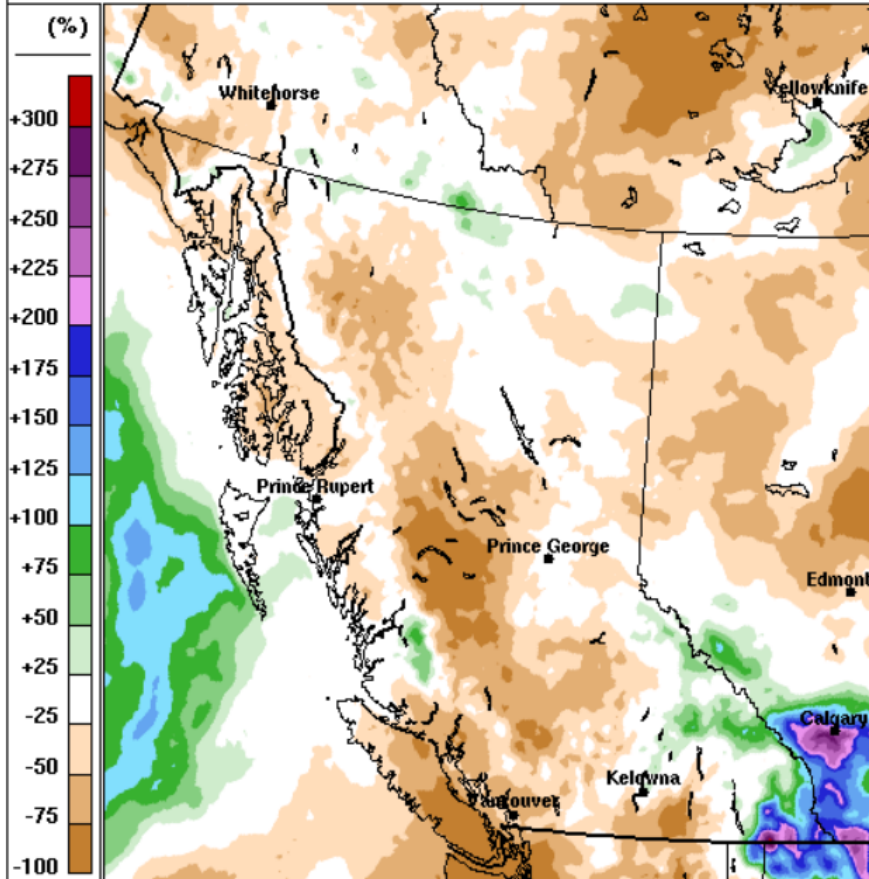 (%)
+300
+275
+250
+225
+200
+175
+150
+125
+100
+75
+50
+25
-25
-50
-75
-100
Whitehorse
Yellowknife
Prince Rupert
Prince George
Edmont
Calgary
Kelowna
Vancouver